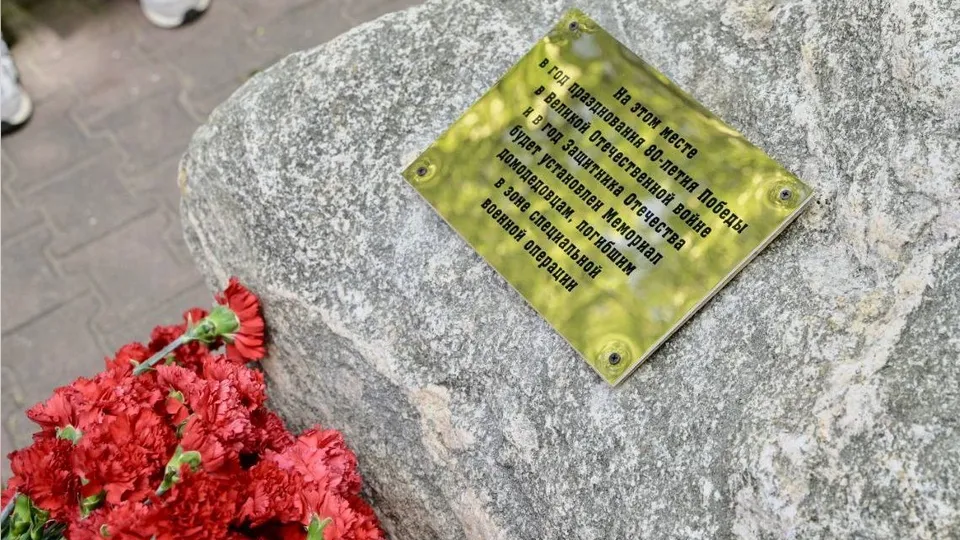 На этом месте
в год празднования 80-летия Победы
в Великой Отечественной войне
и в год Защитника Отечества
будет установлен Мемориал
домодедовцам, погибшим
в зоне специальной
военной операции